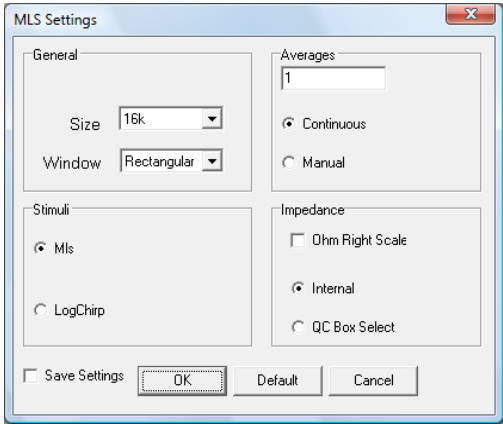 MLS Settings
General
Size 16k
Window Rectangular
Averages
1
Continuous
Manual
Stimuli
Mls
LogChirp
Impedance
Ohm Right Scale
Internal
QC Box Select
Save Settings OK Default Cancel